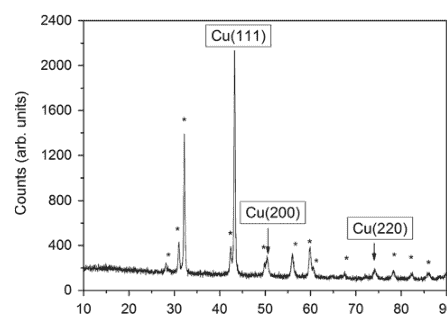 2400
2000
1600
1200
800
400
0
Counts (arb. units)
Cu(111)
Cu(200)
Cu(220)
* * * * * * * * * * * * *
10 20 30 40 50 60 70 80 90